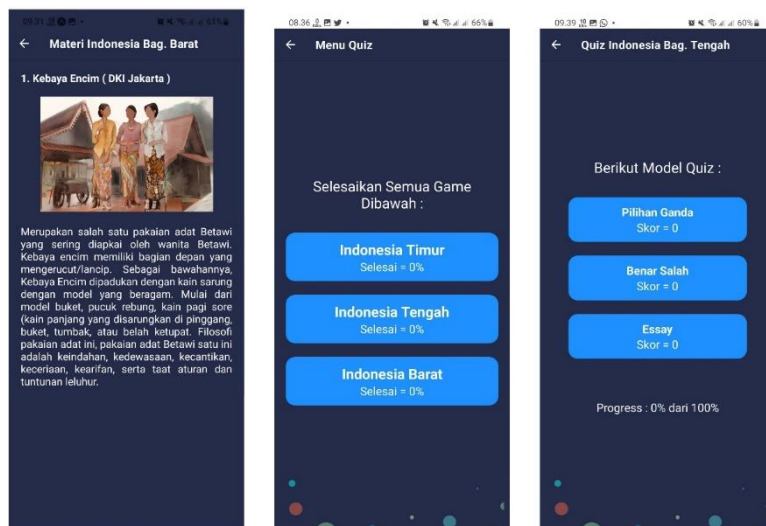 09.31
61%
← Materi Indonesia Bag. Barat
1. Kebaya Encim ( DKI Jakarta )
Merupakan salah satu pakaian adat Betawi
yang sering diapkai oleh wanita Betawi.
Kebaya encim memiliki bagian depan yang
mengerucut/lancip. Sebagai bawahannya,
Kebaya Encim dipadukan dengan kain sarung
dengan model yang beragam. Mulai dari
model buket, pucuk rebung, kain pagi sore
(kain panjang yang disarungkan di pinggang,
buket, tumbak, atau belah ketupat. Filosofi
pakaian adat ini, pakaian adat Betawi satu ini
adalah keindahan, kedewasaan, kecantikan,
keceriaan, kearifan, serta taat aturan dan
tuntunan leluhur.
08.36
66%
← Menu Quiz
Selesaikan Semua Game
Dibawah :
Indonesia Timur
Selesai = 0%
Indonesia Tengah
Selesai = 0%
Indonesia Barat
Selesai = 0%
09.39
60%
← Quiz Indonesia Bag. Tengah
Berikut Model Quiz :
Pilihan Ganda
Skor = 0
Benar Salah
Skor = 0
Essay
Skor = 0
Progress : 0% dari 100%